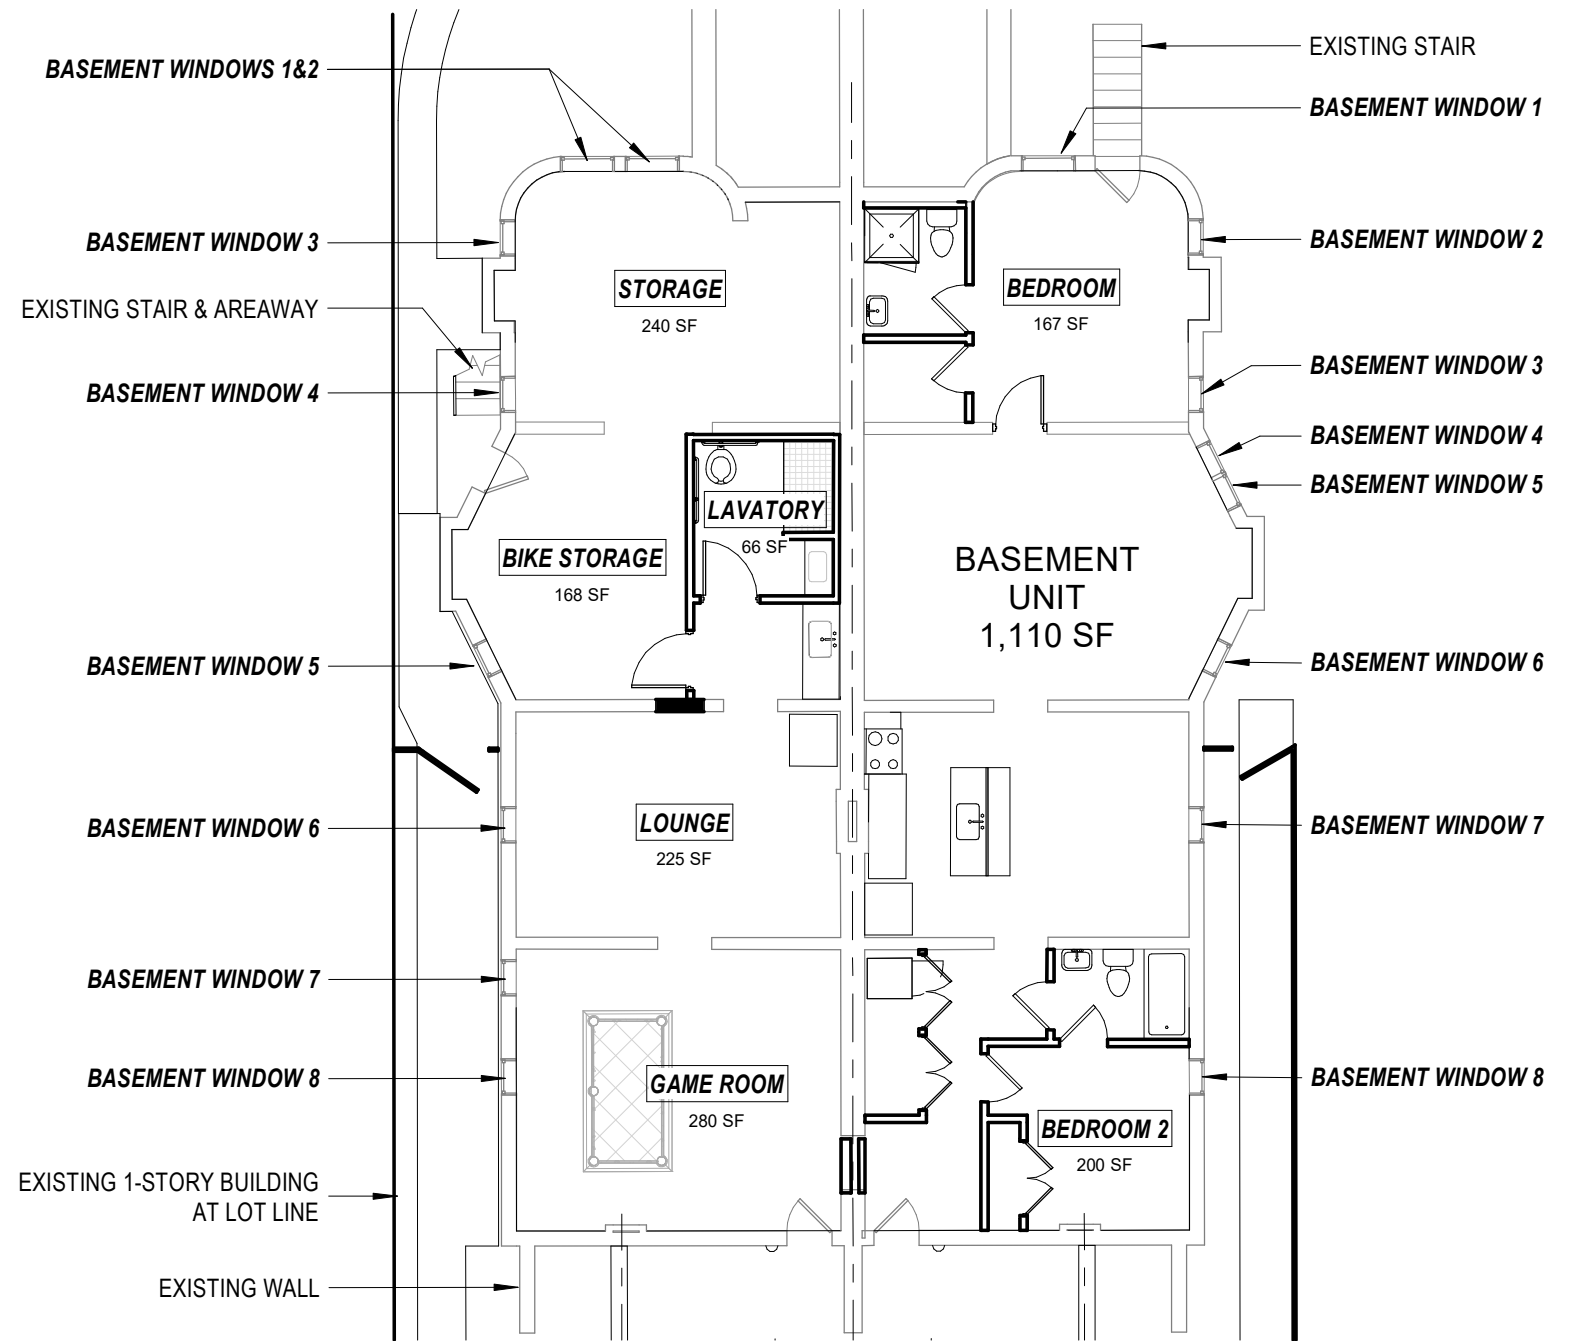 EXISTING STAIR
BASEMENT WINDOWS 1&2
BASEMENT WINDOW 1
BASEMENT WINDOW 3
BASEMENT WINDOW 2
STORAGE
240 SF
BEDROOM
167 SF
EXISTING STAIR & AREAWAY
BASEMENT WINDOW 3
BASEMENT WINDOW 4
BASEMENT WINDOW 4
BASEMENT WINDOW 5
LAVATORY
66 SF
BIKE STORAGE
168 SF
BASEMENT
UNIT
1,110 SF
BASEMENT WINDOW 5
BASEMENT WINDOW 6
LOUNGE
225 SF
BASEMENT WINDOW 6
BASEMENT WINDOW 7
BASEMENT WINDOW 7
GAME ROOM
280 SF
BASEMENT WINDOW 8
BASEMENT WINDOW 8
BEDROOM 2
200 SF
EXISTING 1-STORY BUILDING
AT LOT LINE
EXISTING WALL